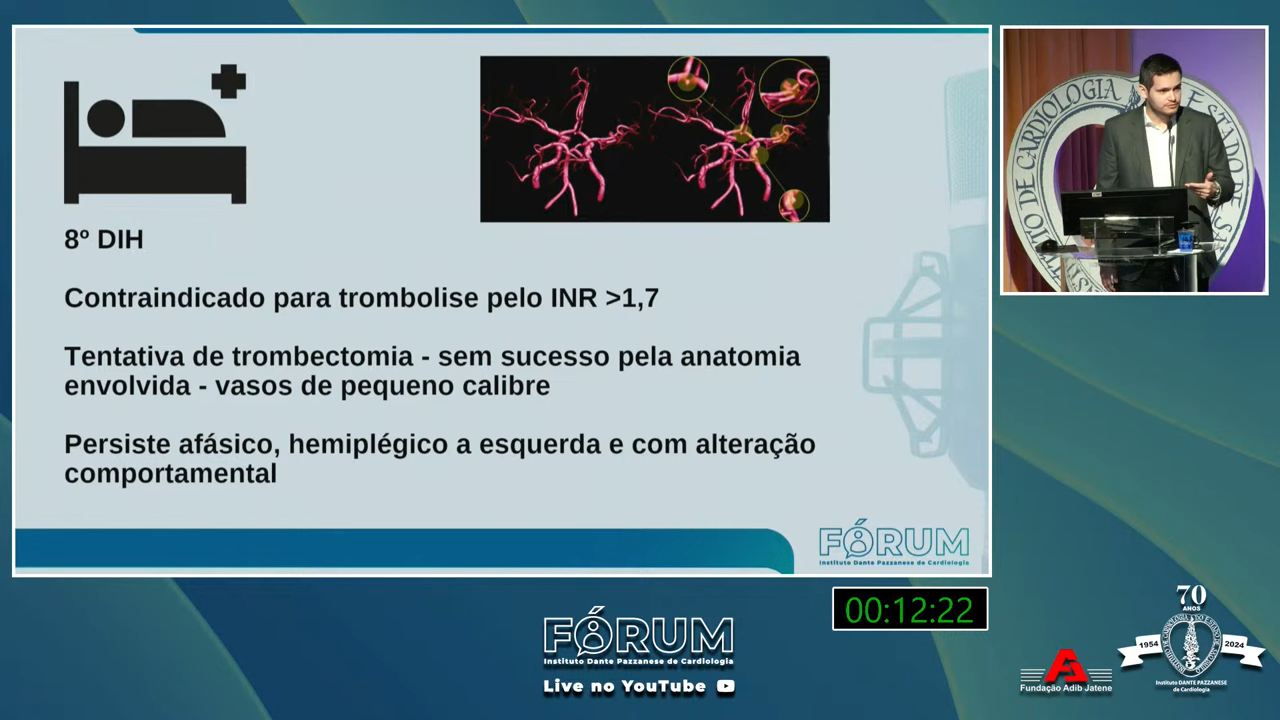 8º DIH
Contraindicado para trombolise pelo INR >1,7
Tentativa de trombectomia - sem sucesso pela anatomia
envolvida - vasos de pequeno calibre
Persiste afásico, hemiplégico a esquerda e com alteração
comportamental
FÓRUM
Instituto Dante Pazzanese de Cardiologia
00:12:22
FÓRUM
Instituto Dante Pazzanese de Cardiologia
Live no YouTube
Fundação Adib Jatene
70
ANOS
1954
2024
Instituto DANTE PAZZANESE
de Cardiologia